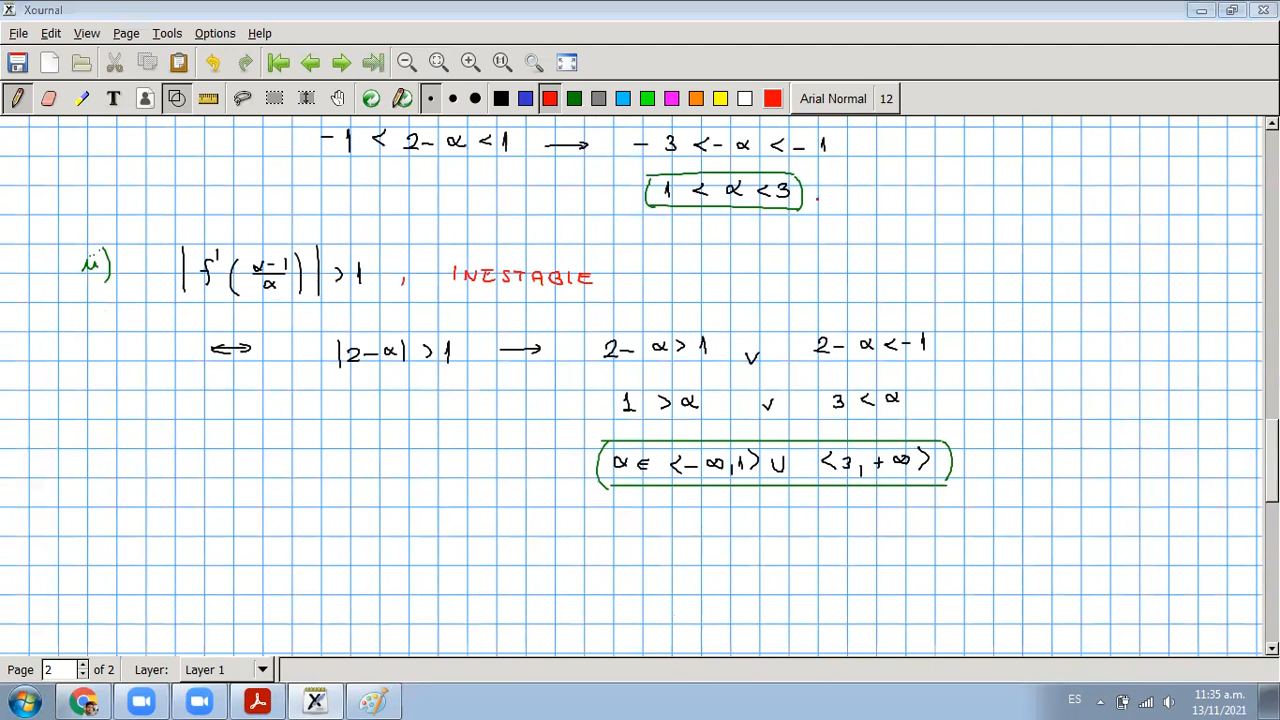 Xournal
File Edit View Page Tools Options Help
Arial Normal 12
-1 < 2-α < 1 → -3 < -α < -1
1 < α < 3
ii) |f'((α-1)/α)| > 1 , INESTABLE
↔ |2-α| > 1 → 2-α > 1 ∨ 2-α < -1
1 > α ∨ 3 < α
α ∈ <-∞,1> ∪ <3,+∞>
Page 2 of 2 Layer: Layer 1
ES 11:35 a.m.
13/11/2021